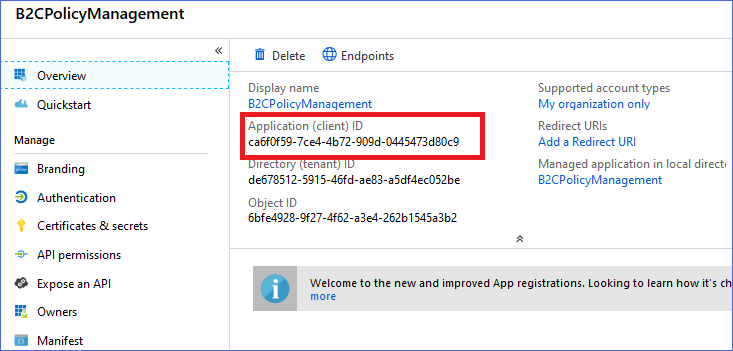 B2CPolicyManagement
«
Overview
Quickstart
Manage
Branding
Authentication
Certificates & secrets
API permissions
Expose an API
Owners
Manifest
Delete
Endpoints
Display name
B2CPolicyManagement
Application (client) ID
ca6f0f59-7ce4-4b72-909d-0445473d80c9
Directory (tenant) ID
de678512-5915-46fd-ae83-a5df4ec052be
Object ID
6bfe4928-9f27-4f62-a3e4-262b1545a3b2
Supported account types
My organization only
Redirect URIs
Add a Redirect URI
Managed application in local direc
B2CPolicyManagement
Welcome to the new and improved App registrations. Looking to learn how it's ch
more